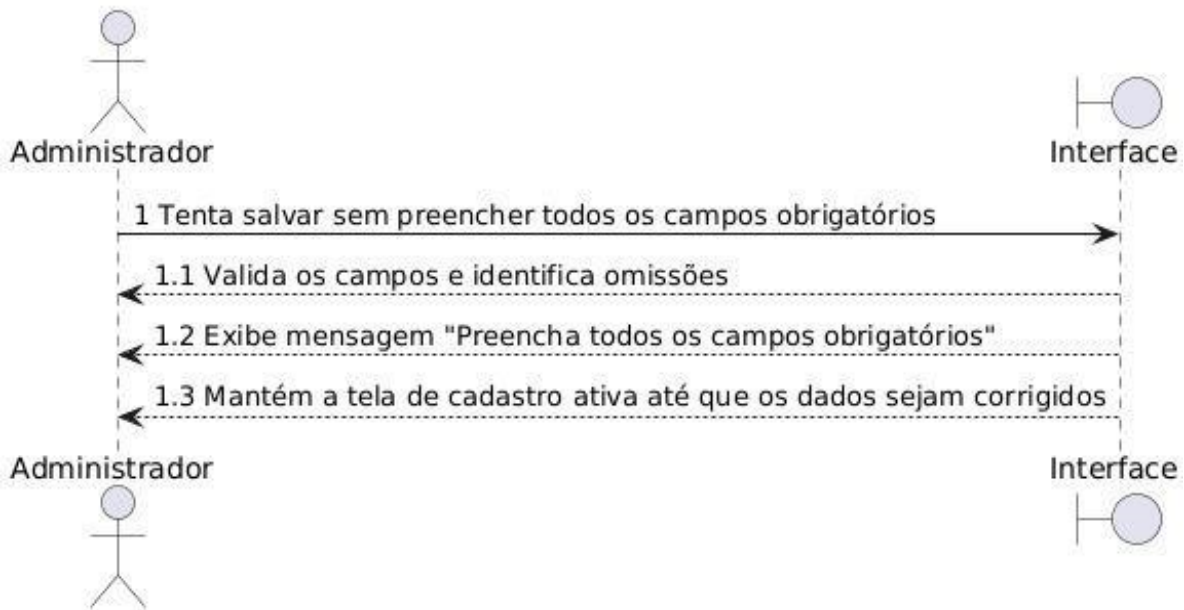 Administrador
Interface
1 Tenta salvar sem preencher todos os campos obrigatórios
1.1 Valida os campos e identifica omissões
1.2 Exibe mensagem "Preencha todos os campos obrigatórios"
1.3 Mantém a tela de cadastro ativa até que os dados sejam corrigidos
Administrador
Interface